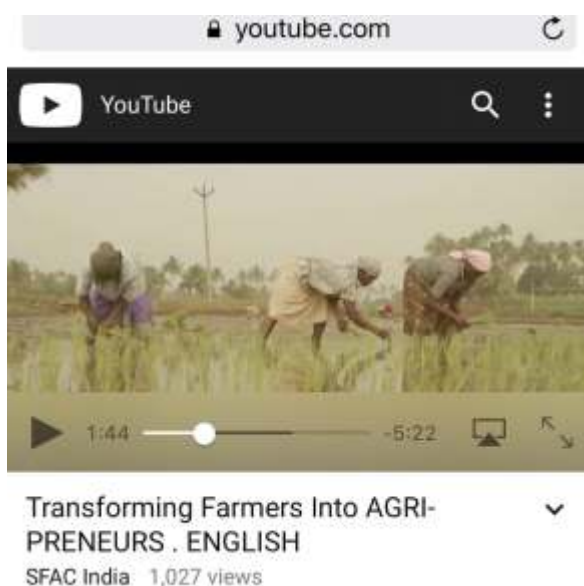 youtube.com
YouTube
1:44 -5:22
Transforming Farmers Into AGRI-
PRENEURS . ENGLISH
SFAC India 1,027 views